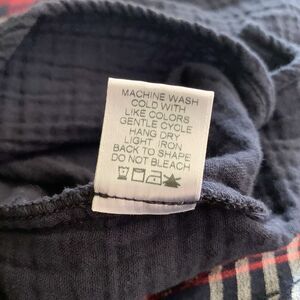 MACHINE WASH
COLD WITH
LIKE COLORS
GENTLE CYCLE
HANG DRY
LIGHT IRON
BACK TO SHAPE
DO NOT BLEACH